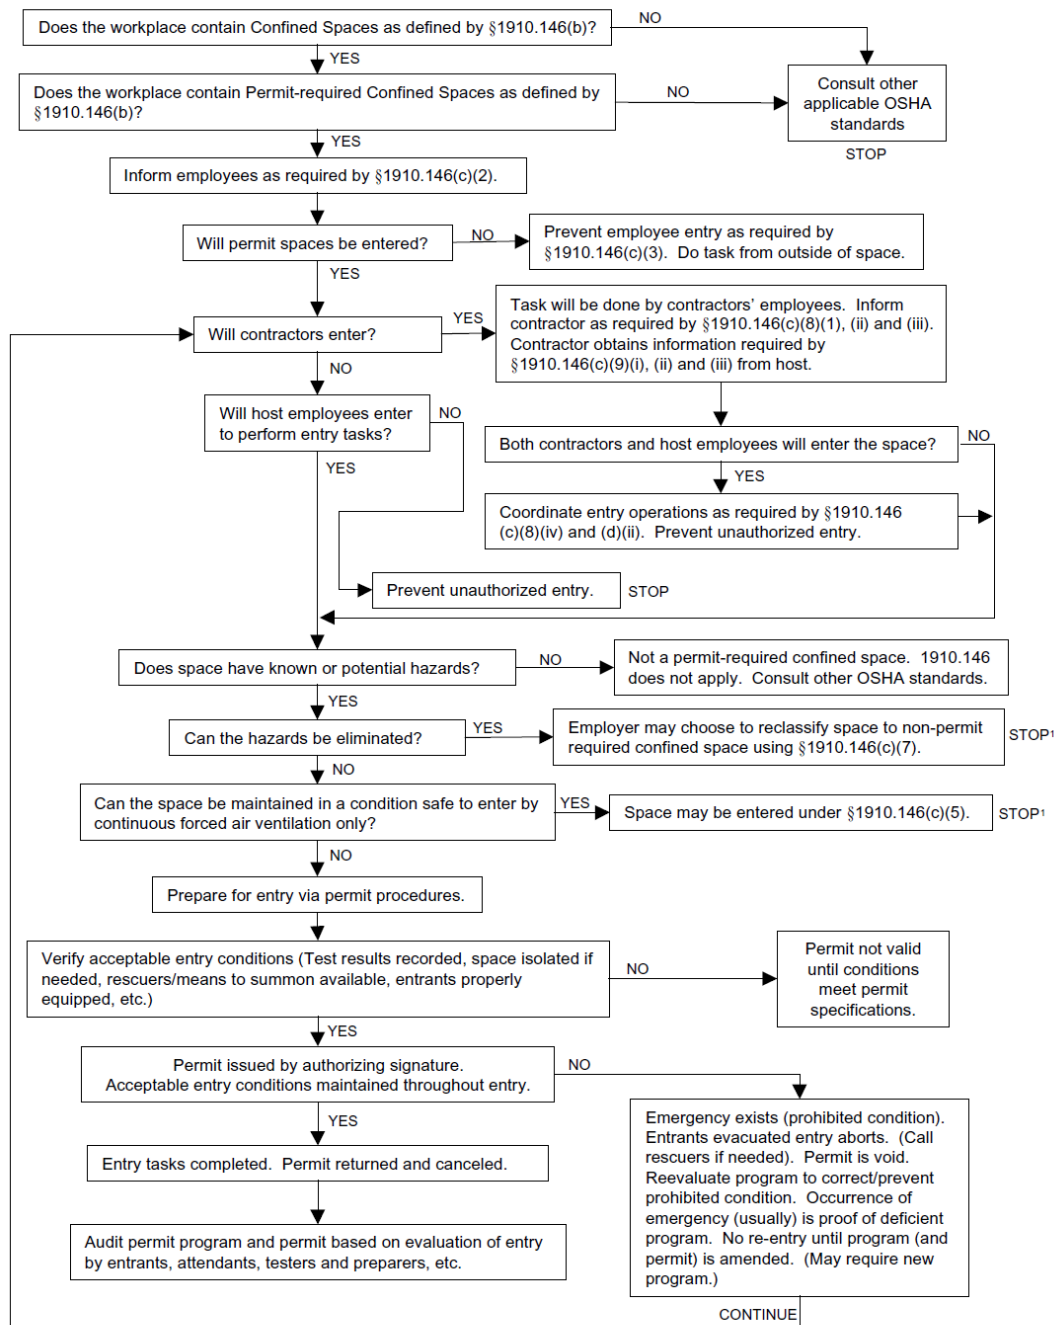 Does the workplace contain Confined Spaces as defined by §1910.146(b)?
NO
YES
Does the workplace contain Permit-required Confined Spaces as defined by
§1910.146(b)?
NO
Consult other
applicable OSHA
standards
STOP
YES
Inform employees as required by §1910.146(c)(2).
Will permit spaces be entered?
NO
Prevent employee entry as required by
§1910.146(c)(3). Do task from outside of space.
YES
Will contractors enter?
YES
Task will be done by contractors' employees. Inform
contractor as required by §1910.146(c)(8)(1), (ii) and (iii).
Contractor obtains information required by
§1910.146(c)(9)(i), (ii) and (iii) from host.
NO
Will host employees enter
to perform entry tasks?
NO
YES
Both contractors and host employees will enter the space?
NO
YES
Coordinate entry operations as required by §1910.146
(c)(8)(iv) and (d)(ii). Prevent unauthorized entry.
Prevent unauthorized entry.
STOP
Does space have known or potential hazards?
NO
Not a permit-required confined space. 1910.146
does not apply. Consult other OSHA standards.
YES
Can the hazards be eliminated?
YES
Employer may choose to reclassify space to non-permit
required confined space using §1910.146(c)(7).
STOP¹
NO
Can the space be maintained in a condition safe to enter by
continuous forced air ventilation only?
YES
Space may be entered under §1910.146(c)(5).
STOP¹
NO
Prepare for entry via permit procedures.
Verify acceptable entry conditions (Test results recorded, space isolated if
needed, rescuers/means to summon available, entrants properly
equipped, etc.)
NO
Permit not valid
until conditions
meet permit
specifications.
YES
Permit issued by authorizing signature.
Acceptable entry conditions maintained throughout entry.
NO
YES
Emergency exists (prohibited condition).
Entrants evacuated entry aborts. (Call
rescuers if needed). Permit is void.
Reevaluate program to correct/prevent
prohibited condition. Occurrence of
emergency (usually) is proof of deficient
program. No re-entry until program (and
permit) is amended. (May require new
program.)
Entry tasks completed. Permit returned and canceled.
Audit permit program and permit based on evaluation of entry
by entrants, attendants, testers and preparers, etc.
CONTINUE